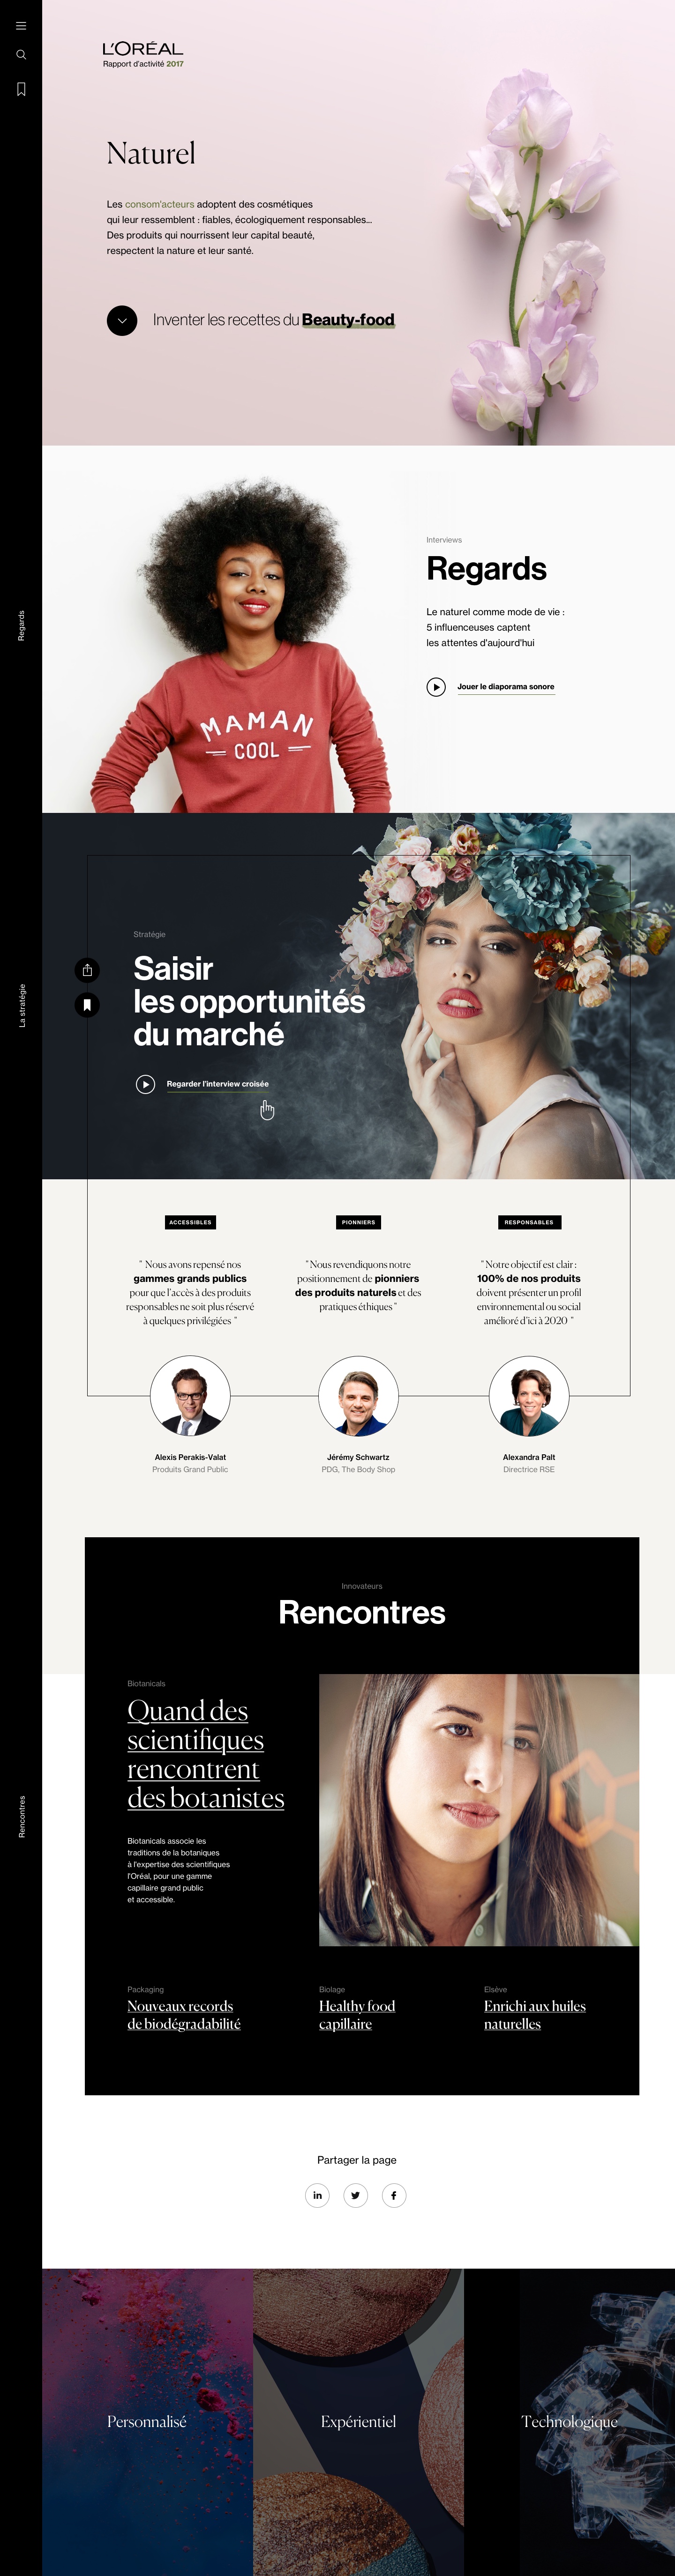 L'ORÉAL
Rapport d'activité 2017
Naturel
Les consom'acteurs adoptent des cosmétiques
qui leur ressemblent : fiables, écologiquement responsables...
Des produits qui nourrissent leur capital beauté,
respectent la nature et leur santé.
Inventer les recettes du Beauty-food
Regards
Interviews
Regards
Le naturel comme mode de vie :
5 influenceuses captent
les attentes d'aujourd'hui
Jouer le diaporama sonore
MAMAN
COOL
La stratégie
Stratégie
Saisir
les opportunités
du marché
Regarder l'interview croisée
ACCESSIBLES
" Nous avons repensé nos
gammes grands publics
pour que l'accès à des produits
responsables ne soit plus réservé
à quelques privilégiées "
Alexis Perakis-Valat
Produits Grand Public
PIONNIERS
"Nous revendiquons notre
positionnement de pionniers
des produits naturels et des
pratiques éthiques"
Jérémy Schwartz
PDG, The Body Shop
RESPONSABLES
"Notre objectif est clair :
100% de nos produits
doivent présenter un profil
environnemental ou social
amélioré d'ici à 2020 "
Alexandra Palt
Directrice RSE
Rencontres
Innovateurs
Rencontres
Biotanicals
Quand des
scientifiques
rencontrent
des botanistes
Biotanicals associe les
traditions de la botaniques
à l'expertise des scientifiques
l'Oréal, pour une gamme
capillaire grand public
et accessible.
Packaging
Nouveaux records
de biodégradabilité
Biolage
Healthy food
capillaire
Elsève
Enrichi aux huiles
naturelles
Partager la page
in
f
Personnalisé
Expérientiel
Technologique